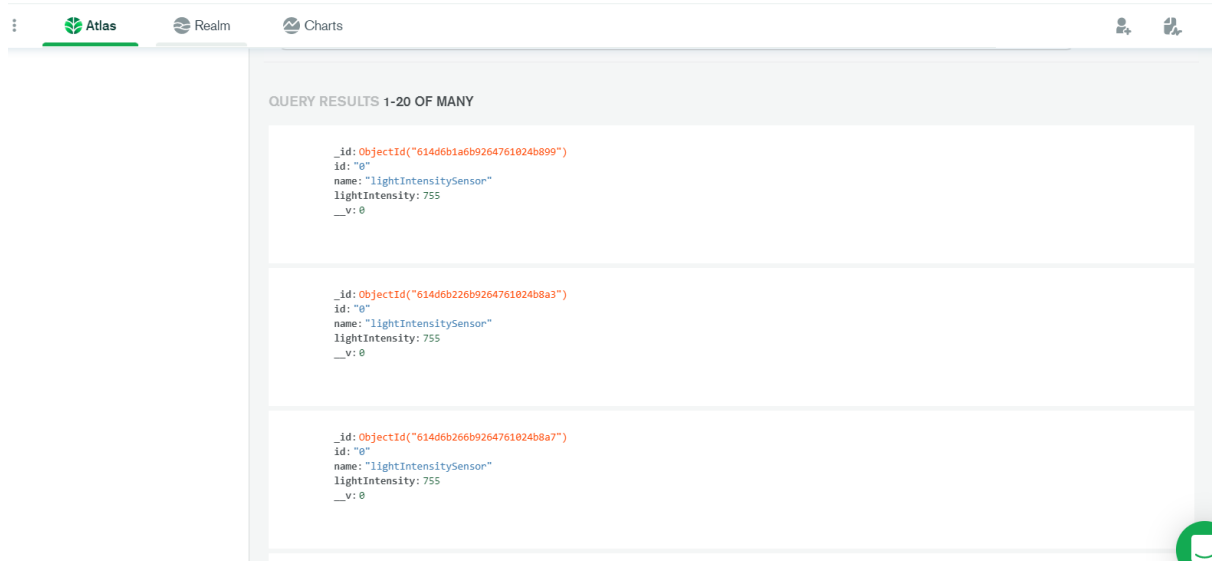 Atlas
Realm
Charts
QUERY RESULTS 1-20 OF MANY
_id: ObjectId("614d6b1a6b9264761024b899")
id: "0"
name: "lightIntensitySensor"
lightIntensity: 755
__v: 0
_id: ObjectId("614d6b226b9264761024b8a3")
id: "0"
name: "lightIntensitySensor"
lightIntensity: 755
__v: 0
_id: ObjectId("614d6b266b9264761024b8a7")
id: "0"
name: "lightIntensitySensor"
lightIntensity: 755
__v: 0